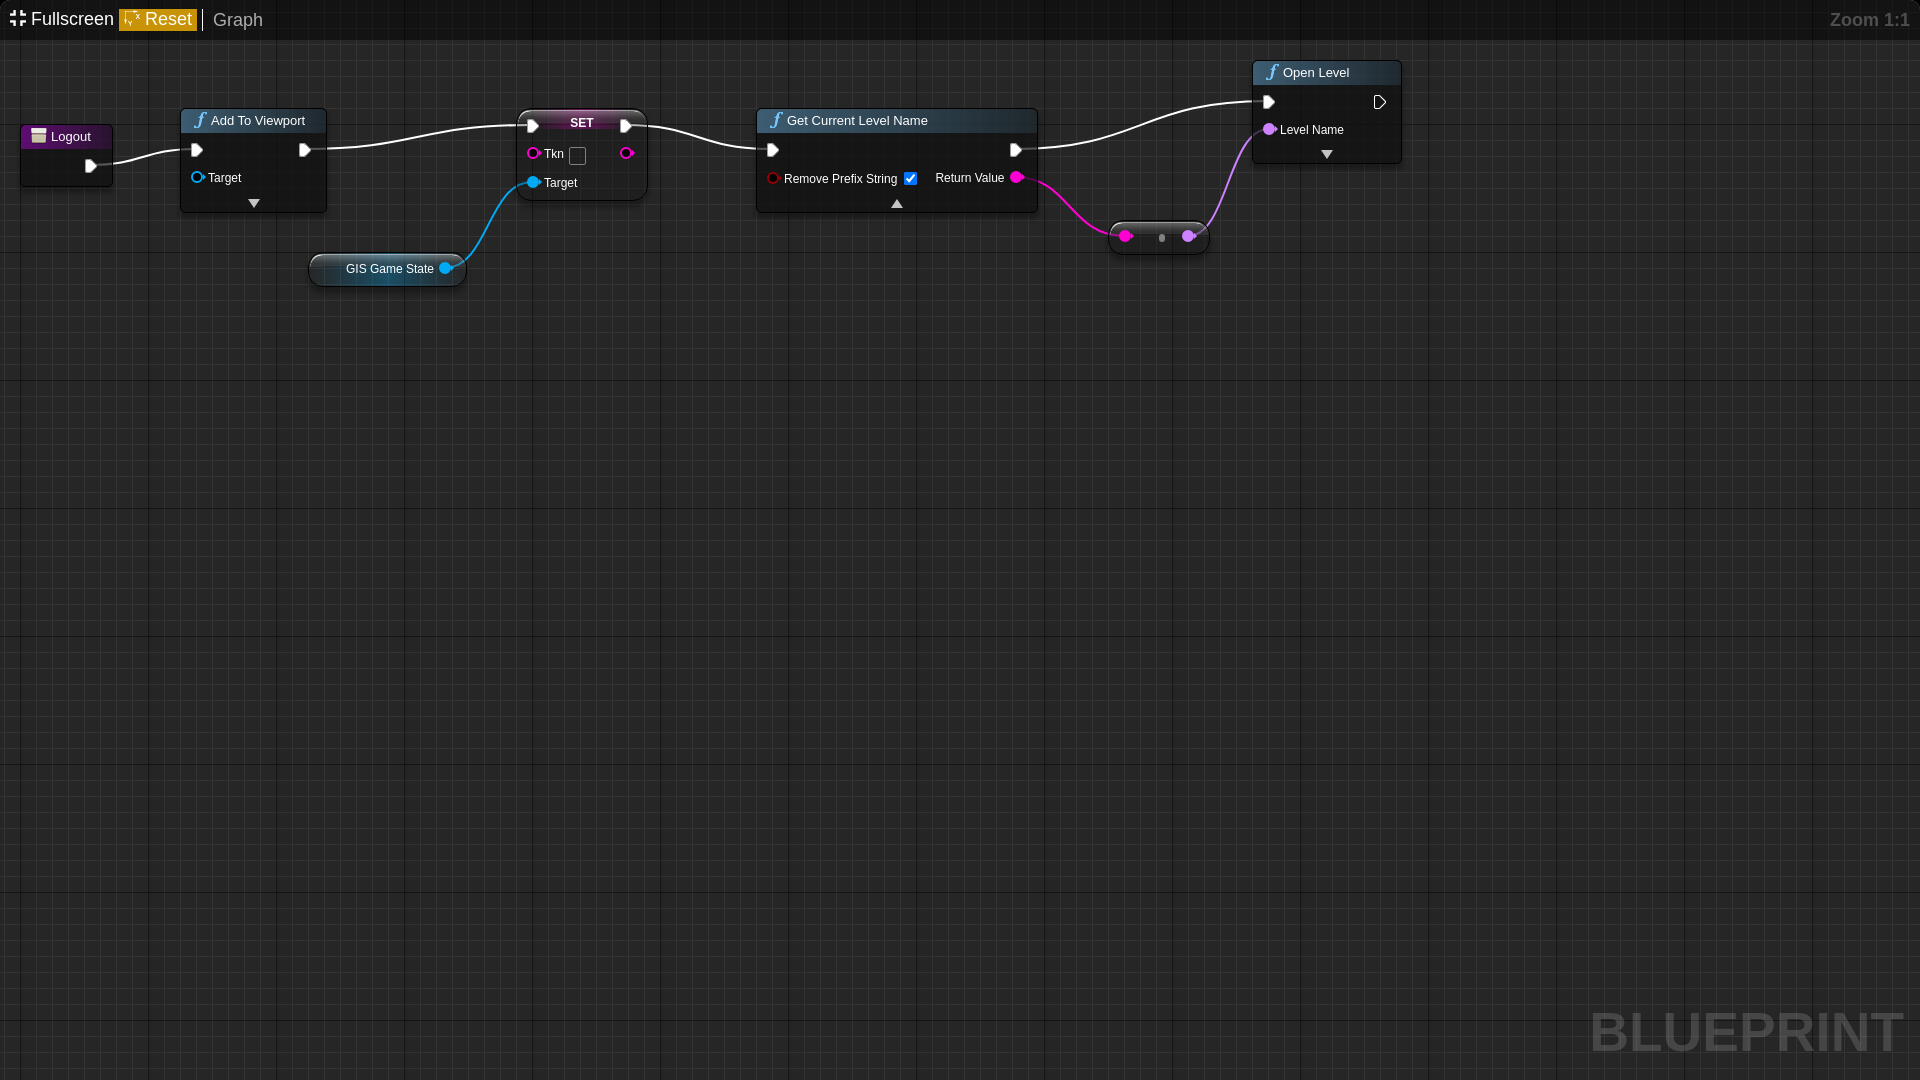 Fullscreen Reset Graph Zoom 1:1
Logout
Add To Viewport
Target
SET
Tkn
Target
GIS Game State
Get Current Level Name
Remove Prefix String Return Value
Open Level
Level Name
BLUEPRINT